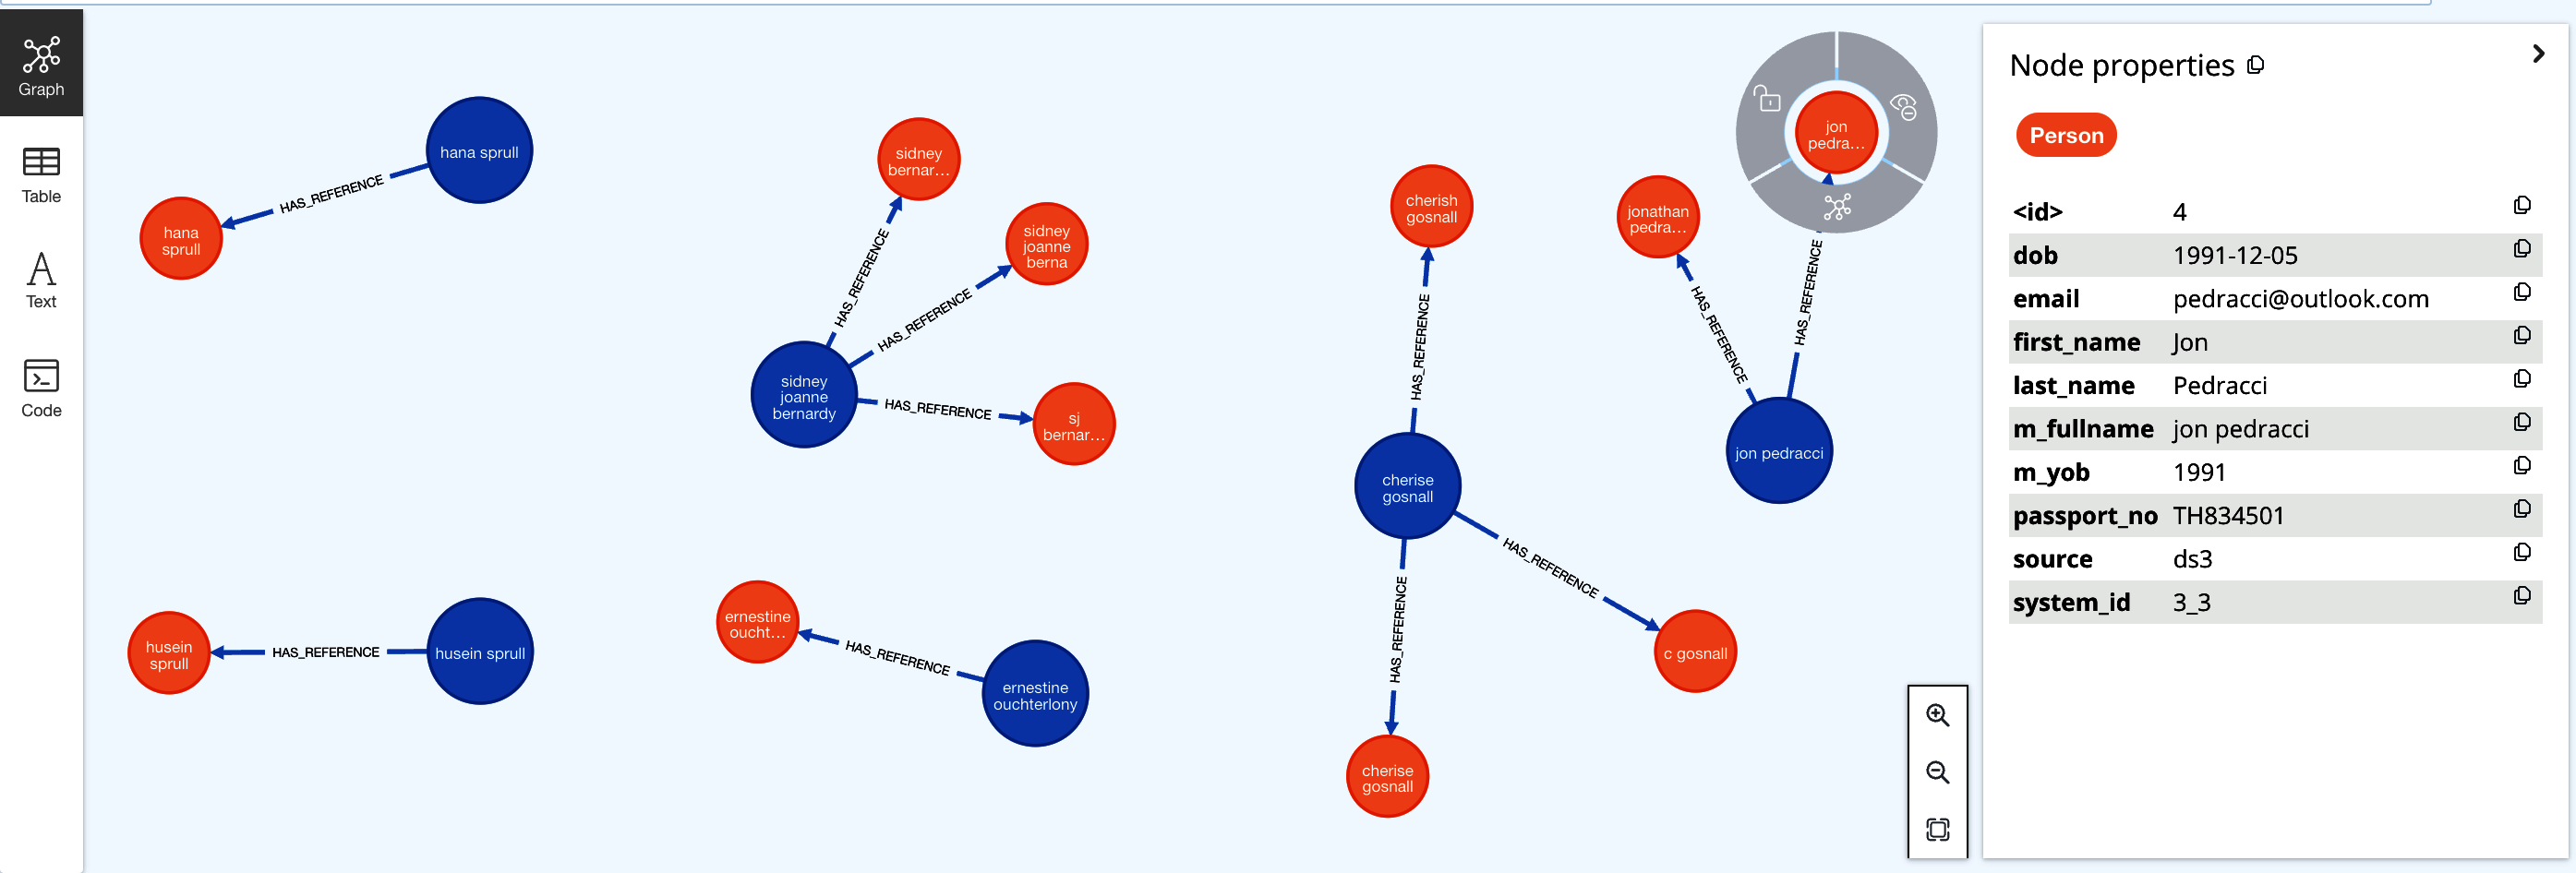 Graph
Table
Text
Code
hana sprull
HAS_REFERENCE
hana
sprull
sidney
bernar...
HAS_REFERENCE
sidney
joanne
berna
HAS_REFERENCE
sidney
joanne
bernardy
HAS_REFERENCE
sj
bernar...
husein
sprull
HAS_REFERENCE
husein sprull
ernestine
oucht...
HAS_REFERENCE
ernestine
ouchterlony
cherish
gosnall
HAS_REFERENCE
cherise
gosnall
HAS_REFERENCE
c gosnall
HAS_REFERENCE
cherise
gosnall
jonathan
pedra...
HAS_REFERENCE
jon
pedra...
HAS_REFERENCE
jon pedracci
Node properties
Person
<id> 4
dob 1991-12-05
email pedracci@outlook.com
first_name Jon
last_name Pedracci
m_fullname jon pedracci
m_yob 1991
passport_no TH834501
source ds3
system_id 3_3